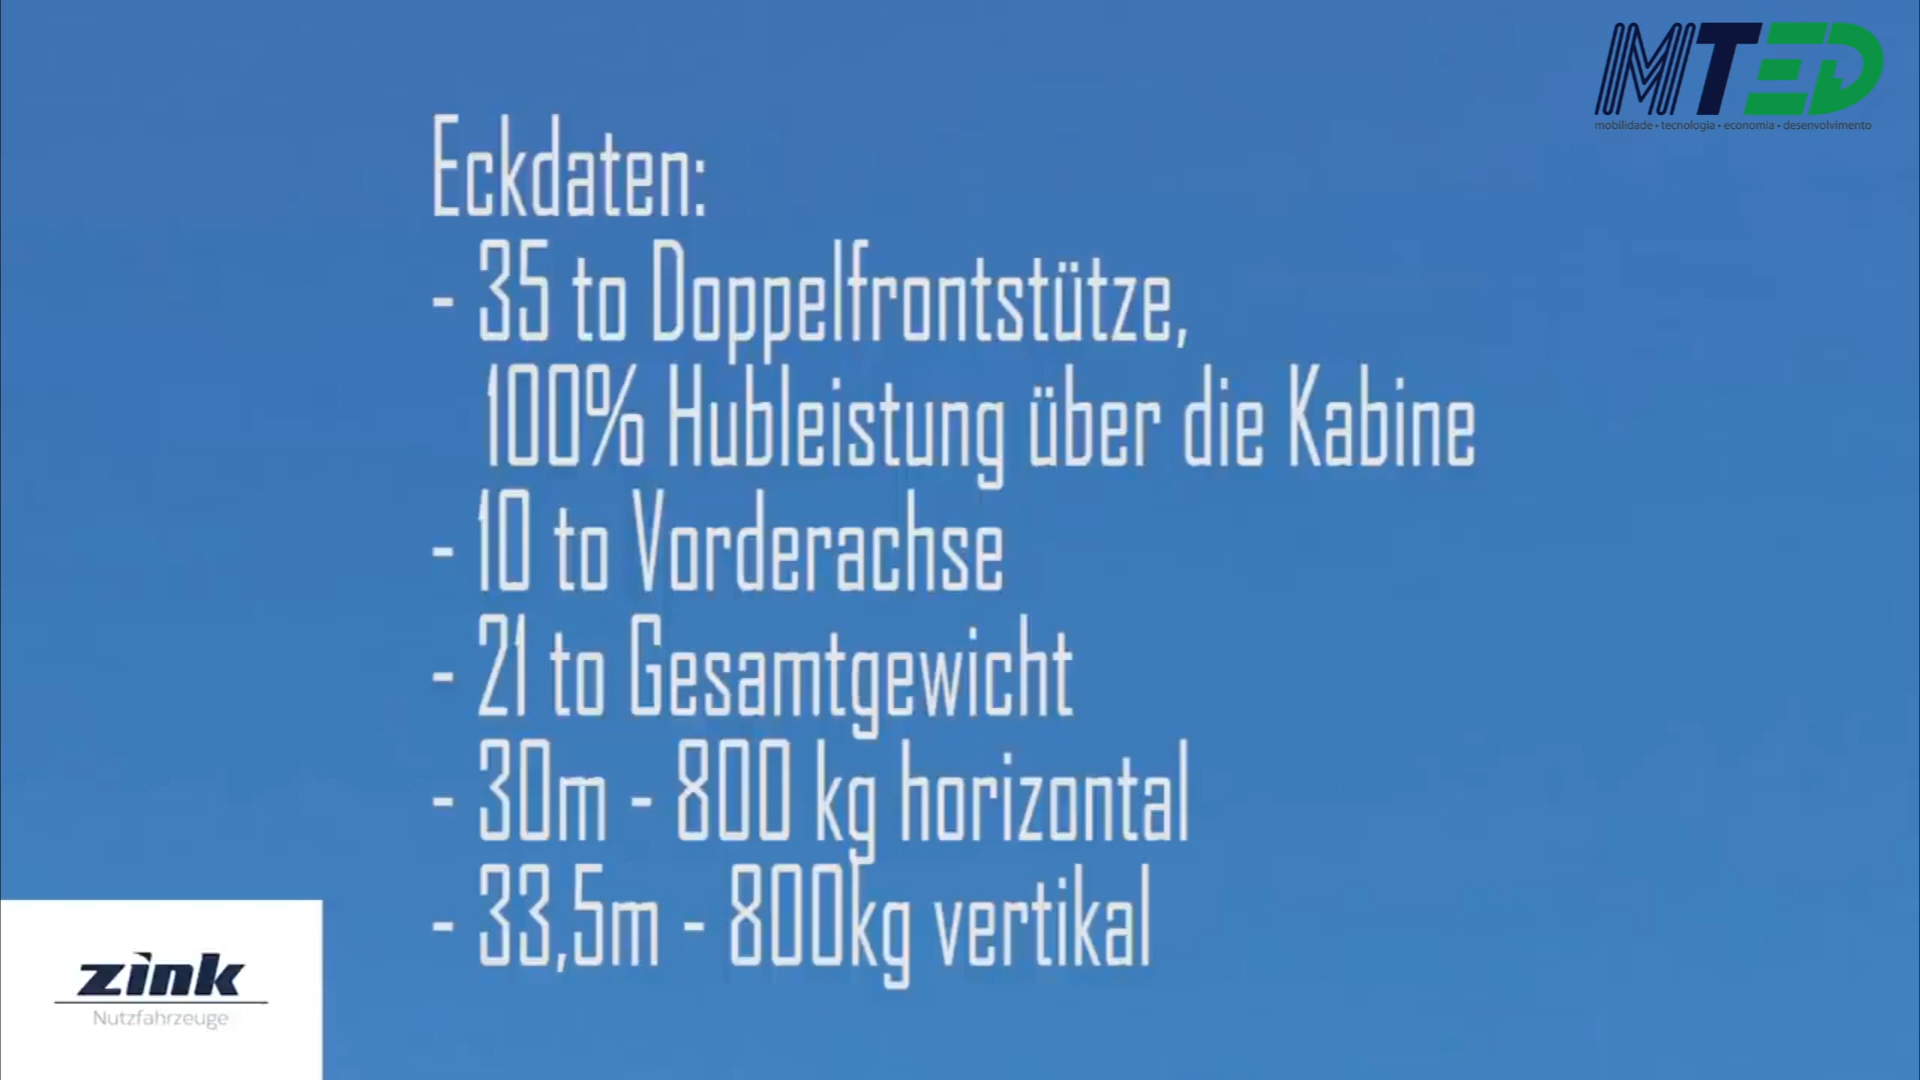 MTED
mobilidade • tecnologia • economia • desenvolvimento
Eckdaten:
- 35 to Doppelfrontstütze,
100% Hubleistung über die Kabine
- 10 to Vorderachse
- 21 to Gesamtgewicht
- 30m - 800 kg horizontal
- 33,5m - 800kg vertikal
zink
Nutzfahrzeuge